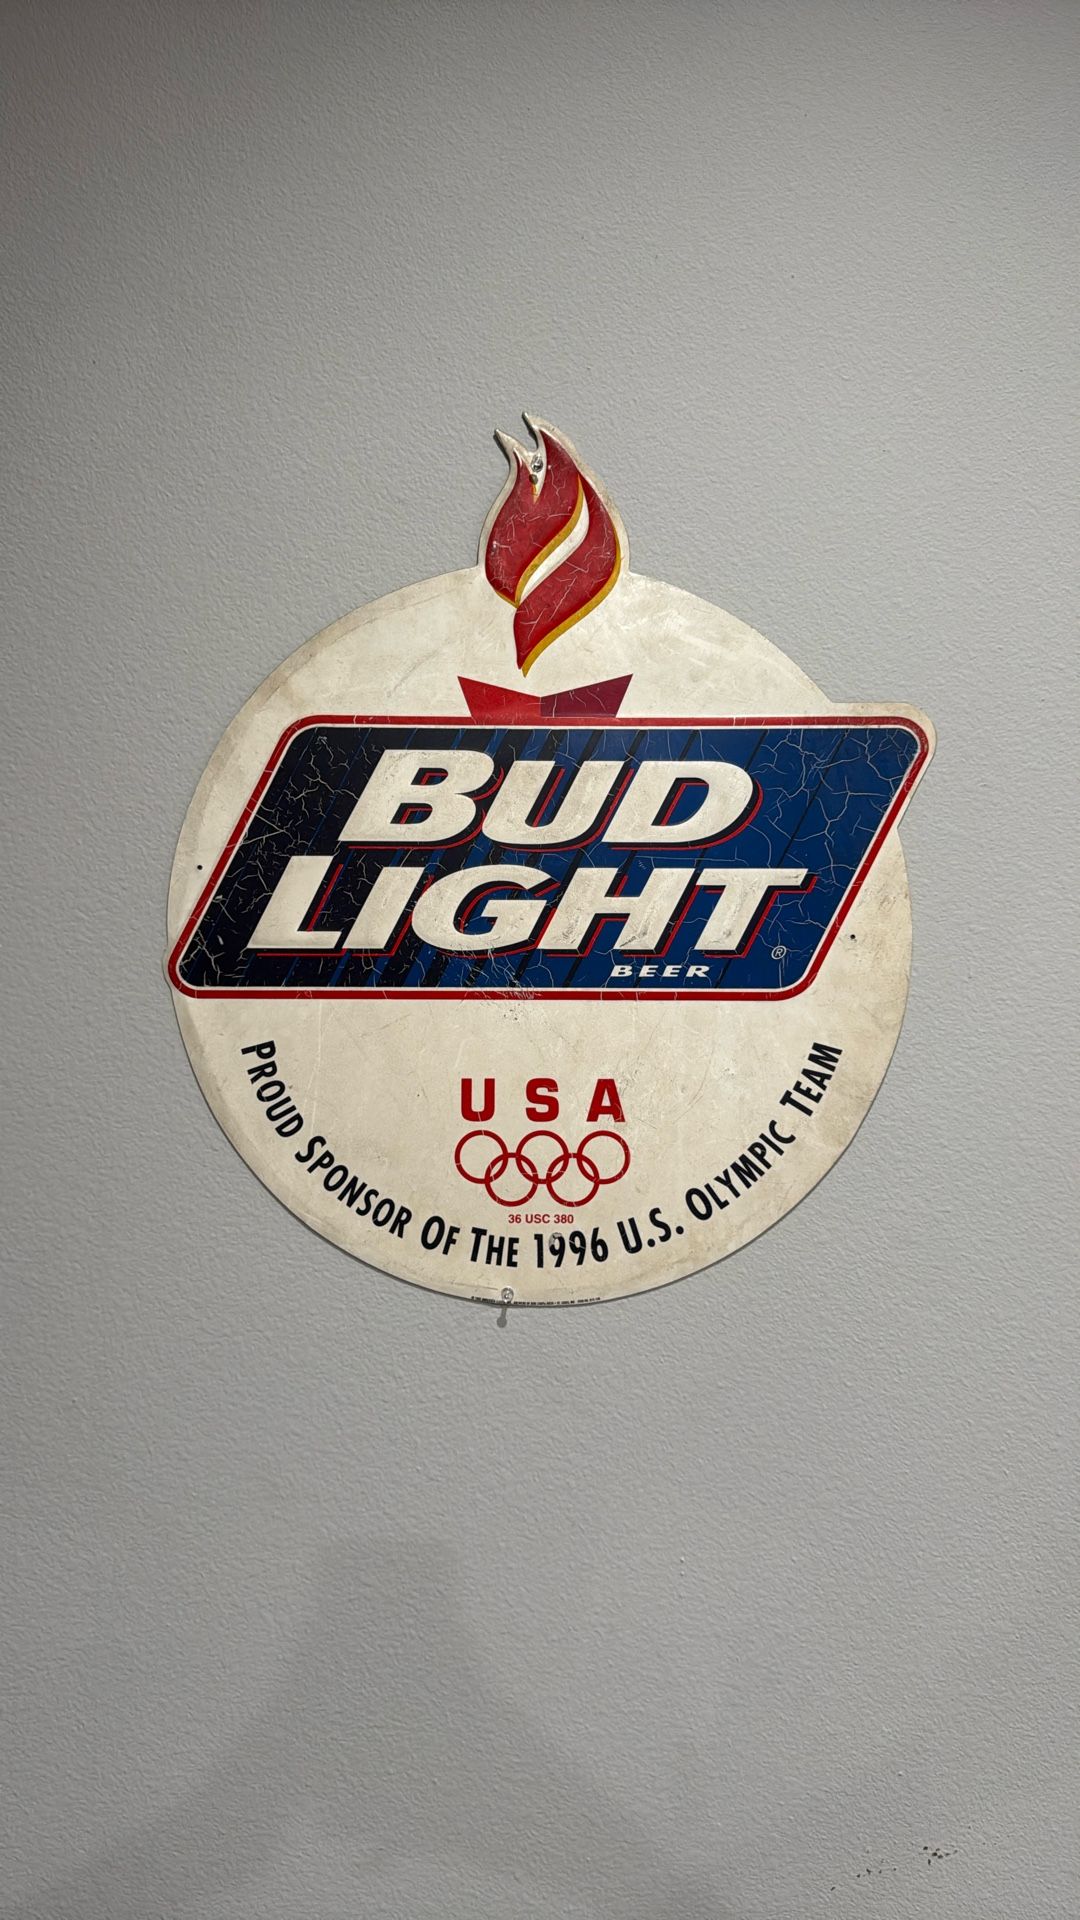 BUD
LIGHT
®
BEER
USA
36 USC 380
PROUD SPONSOR OF THE 1996 U.S. OLYMPIC TEAM